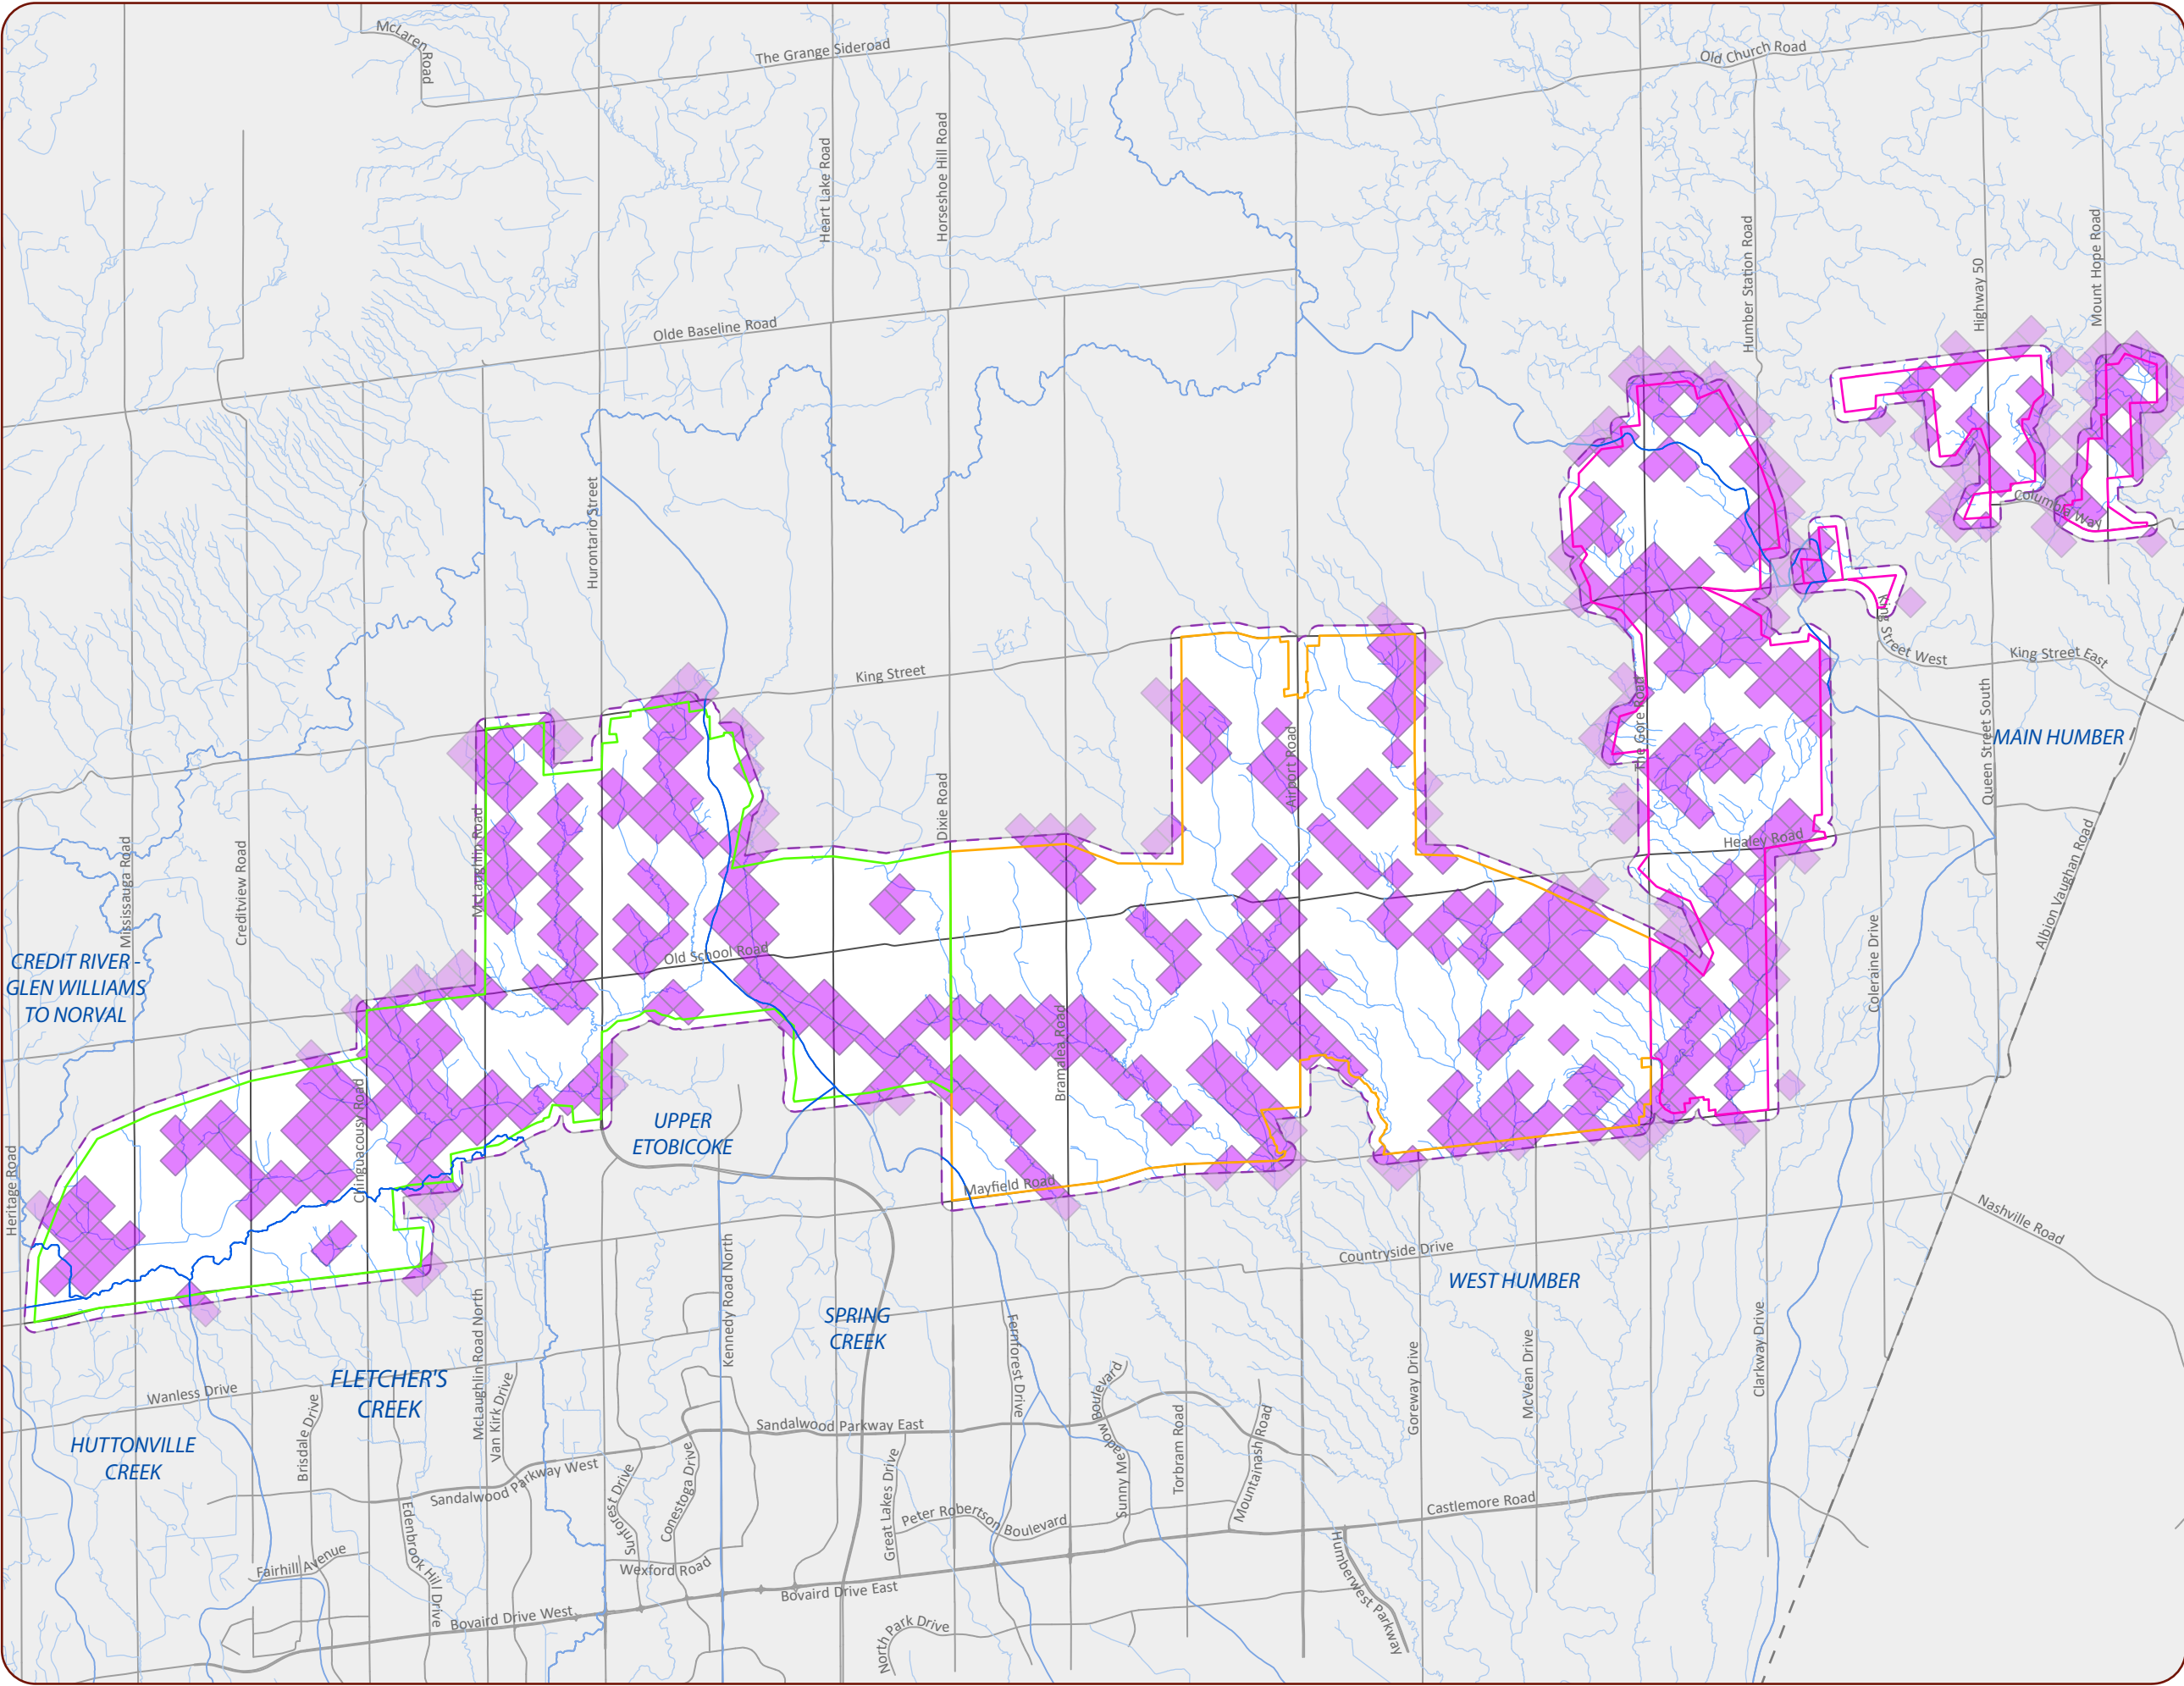 McLaren
Road
The Grange Sideroad
Old Church Road
Heart Lake Road
Horseshoe Hill Road
Humber Station Road
Highway 50
Mount Hope Road
Olde Baseline Road
Hurontario Street
Columbia Way
King Street West
King Street East
King Street
The Gore Road
Queen Street South
MAIN HUMBER
Airport Road
Dixie Road
McLaughlin Road
Mississauga Road
Creditview Road
Healey Road
Albion Vaughan Road
Coleraine Drive
Old School Road
CREDIT RIVER -
GLEN WILLIAMS
TO NORVAL
Bramalea Road
Chinguacousy Road
Heritage Road
UPPER
ETOBICOKE
Mayfield Road
Nashville Road
Countryside Drive
WEST HUMBER
Kennedy Road North
McLaughlin Road North
SPRING
CREEK
Fernforest Drive
Clarkway Drive
McVean Drive
Goreway Drive
FLETCHER'S
CREEK
Wanless Drive
Van Kirk Drive
Brisdale Drive
HUTTONVILLE
CREEK
Sandalwood Parkway East
Sandalwood Parkway West
Sunny Meadow Boulevard
Torbram Road
Mountainash Road
Conestoga Drive
Sunforest Drive
Great Lakes Drive
Peter Robertson Boulevard
Castlemore Road
Edenbrook Hill Drive
Fairhill Avenue
Wexford Road
Bovaird Drive East
Bovaird Drive West
Humberwest Parkway
North Park Drive